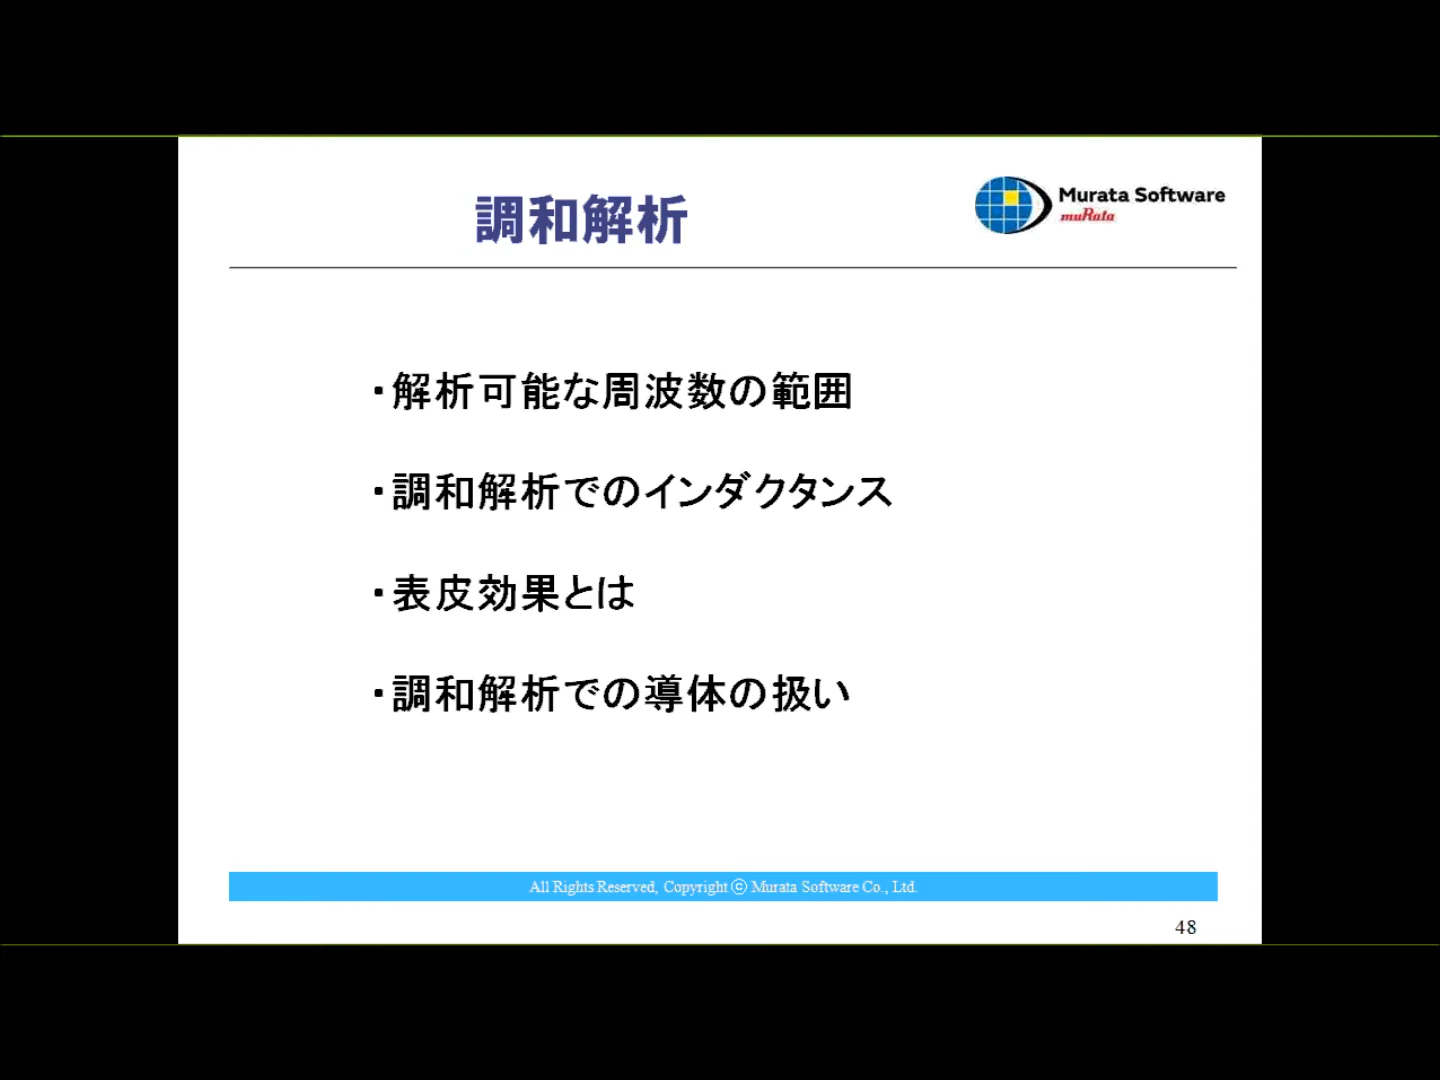 調和解析
Murata Software
muRata
・解析可能な周波数の範囲
・調和解析でのインダクタンス
・表皮効果とは
・調和解析での導体の扱い
All Rights Reserved, Copyright ⓒ Murata Software Co., Ltd.
48